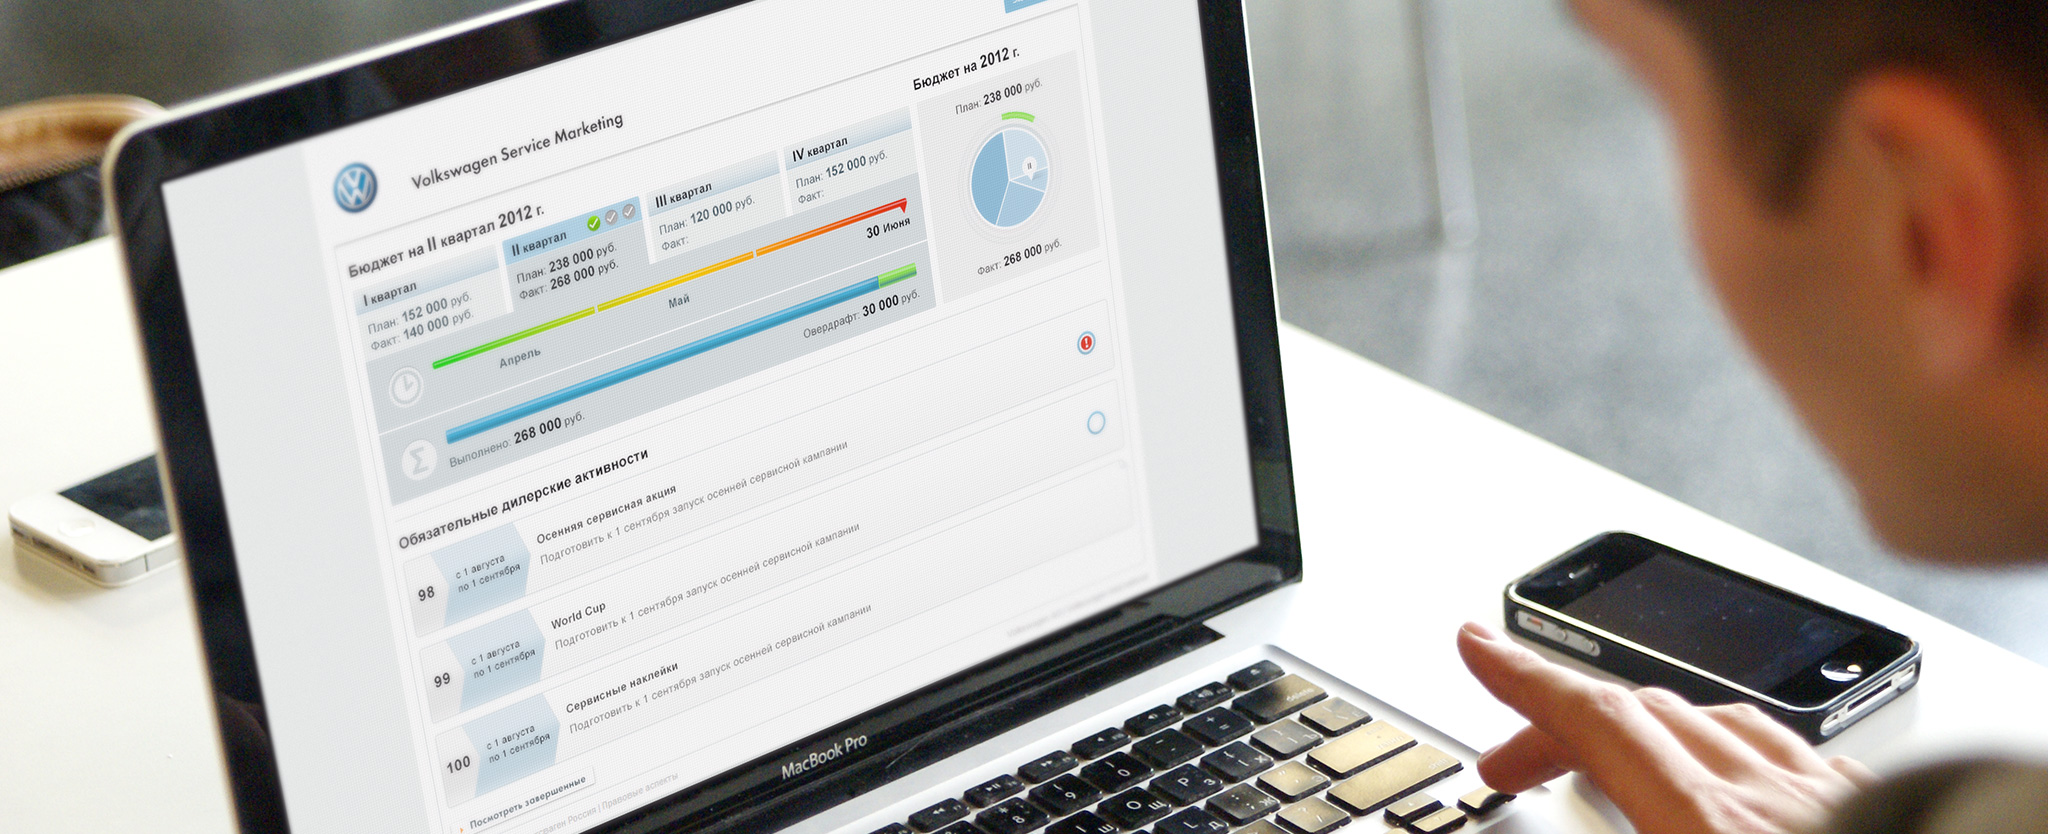 Volkswagen Service Marketing
Бюджет на II квартал 2012 г.
I квартал
План: 152 000 руб.
Факт: 140 000 руб.
II квартал
План: 238 000 руб.
Факт: 268 000 руб.
III квартал
План: 120 000 руб.
Факт:
IV квартал
План: 152 000 руб.
Факт:
Апрель
Май
30 Июня
Выполнено: 268 000 руб.
Овердрафт: 30 000 руб.
Бюджет на 2012 г.
План: 238 000 руб.
II
Факт: 268 000 руб.
Обязательные дилерские активности
98
с 1 августа
по 1 сентября
Осенняя сервисная акция
Подготовить к 1 сентября запуск осенней сервисной кампании
99
с 1 августа
по 1 сентября
World Cup
Подготовить к 1 сентября запуск осенней сервисной кампании
100
с 1 августа
по 1 сентября
Сервисные наклейки
Подготовить к 1 сентября запуск осенней сервисной кампании
Посмотреть завершенные
Россия | Правовые аспекты
MacBook Pro
delete